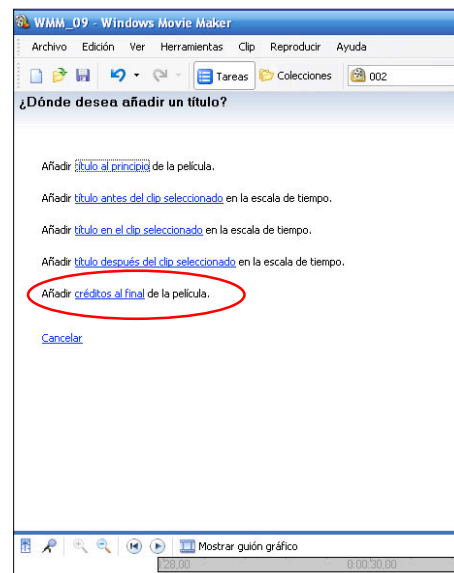 WMM_09 - Windows Movie Maker
Archivo Edición Ver Herramientas Clip Reproducir Ayuda
Tareas Colecciones 002
¿Dónde desea añadir un título?
Añadir título al principio de la película.
Añadir título antes del clip seleccionado en la escala de tiempo.
Añadir título en el clip seleccionado en la escala de tiempo.
Añadir título después del clip seleccionado en la escala de tiempo.
Añadir créditos al final de la película.
Cancelar
Mostrar guión gráfico
28,00 0:00:30,00